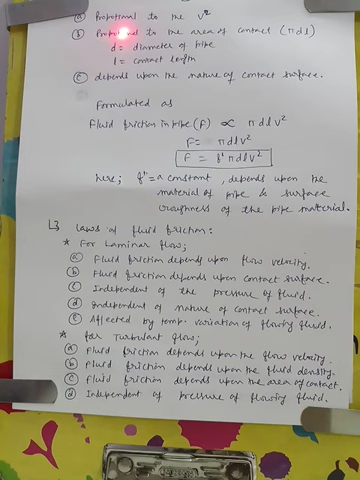 (a) Propotional to the v²
(b) Proptional to the area of contact (πdl)
d = diameter of pipe
l = contact length
(c) depends upon the nature of contact surface.
Formulated as
Fluid friction in pipe (F) ∝ πdlv²
F = πdlv²
F = f' πdlv²
here; f' = a constant, depends upon the
material of pipe & surface
roughness of the pipe material.
Laws of fluid friction:
* For Laminar flow;
(a) Fluid friction depends upon flow velocity.
(b) Fluid friction depends upon contact surface.
(c) Independent of the pressure of fluid.
(d) Independent of nature of contact surface.
(e) Affected by temp. variation of flowing fluid.
* for Turbulant flow;
(a) Fluid friction depends upon the flow velocity.
(b) Fluid friction depends upon the fluid density.
(c) Fluid friction depends upon the area of contact.
(d) Independent of pressure of flowing fluid.